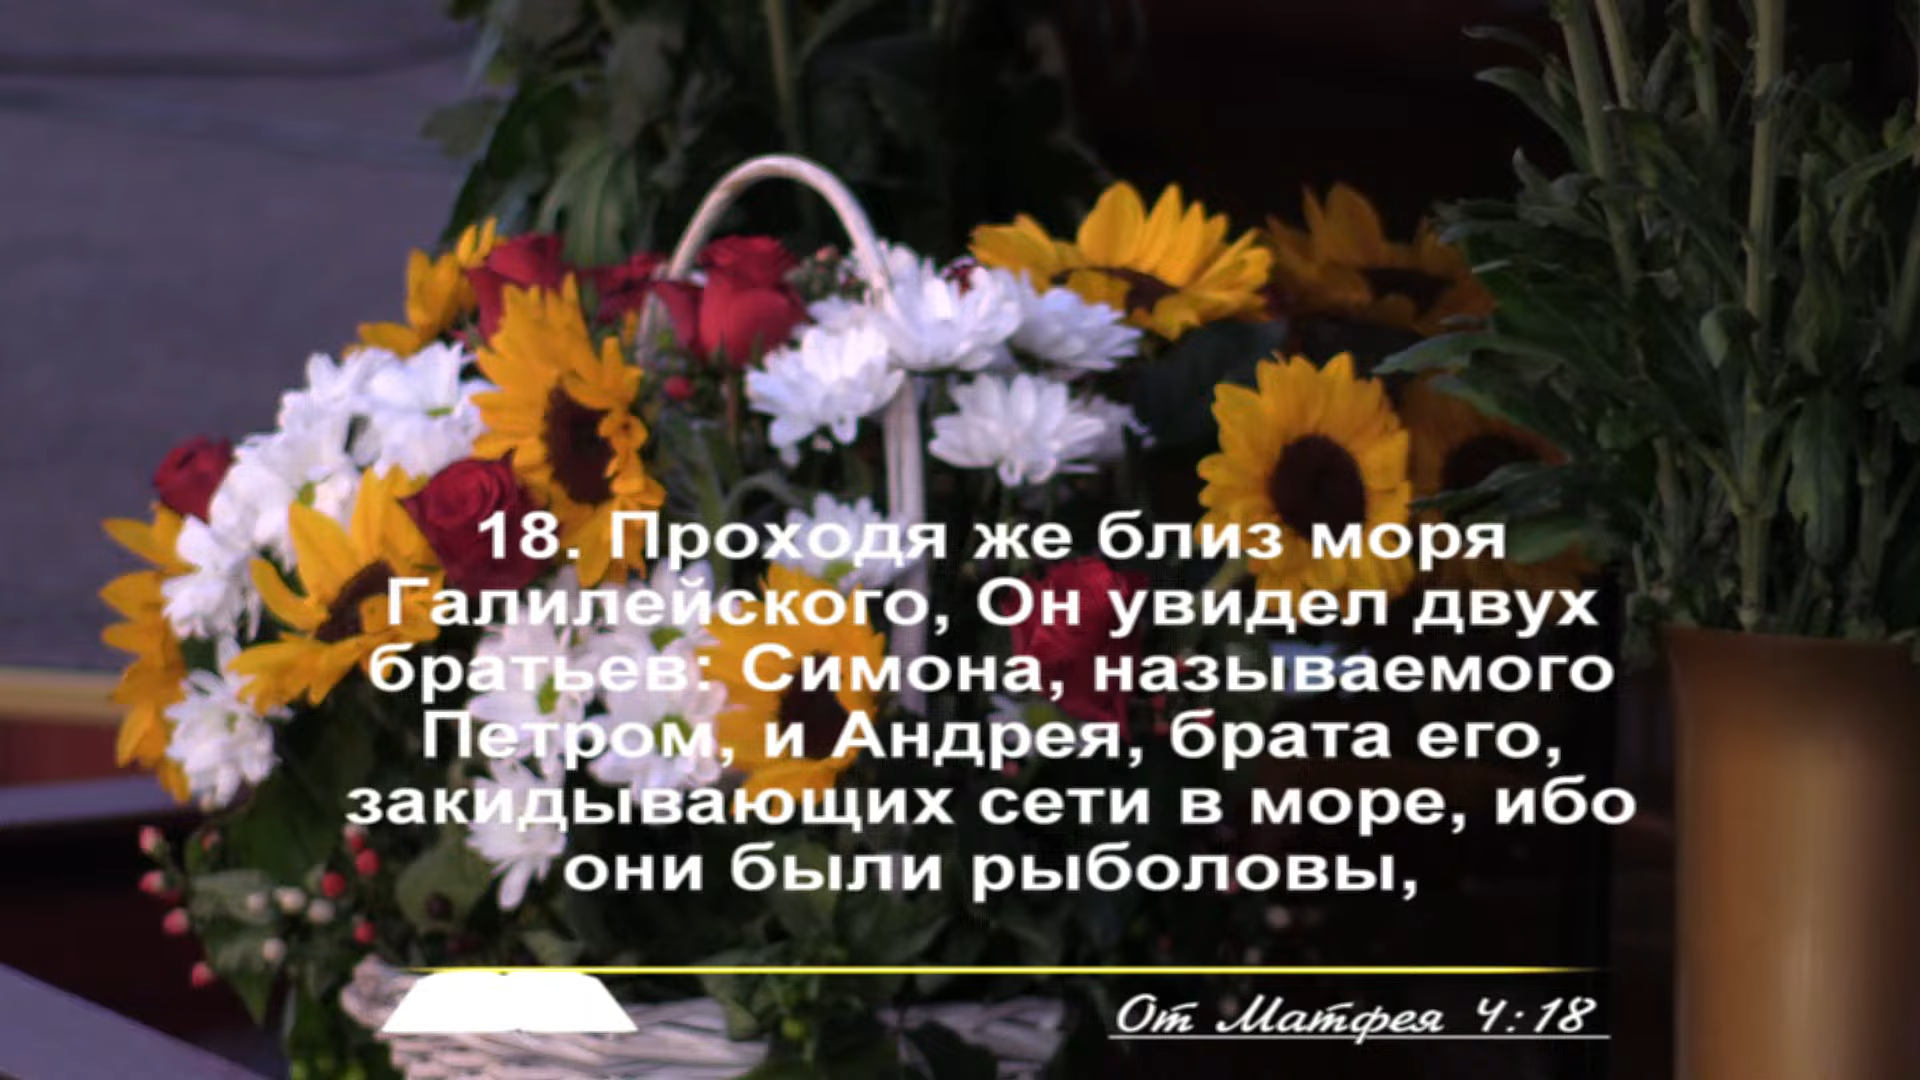 18. Проходя же близ моря
Галилейского, Он увидел двух
братьев: Симона, называемого
Петром, и Андрея, брата его,
закидывающих сети в море, ибо
они были рыболовы,
От Матфея 4:18